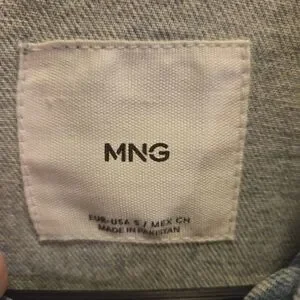 MNG
EUR-USA S / MEX CH
MADE IN PAKISTAN